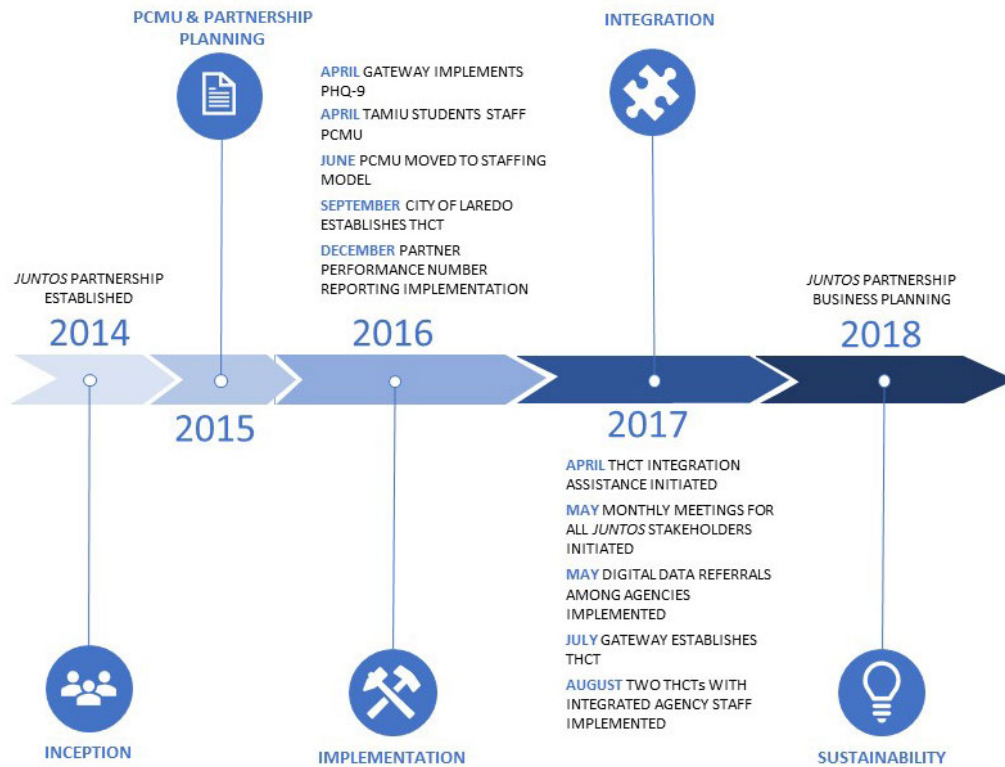 PCMU & PARTNERSHIP
PLANNING
INTEGRATION
APRIL GATEWAY IMPLEMENTS
PHQ-9
APRIL TAMIU STUDENTS STAFF
PCMU
JUNE PCMU MOVED TO STAFFING
MODEL
SEPTEMBER CITY OF LAREDO
ESTABLISHES THCT
DECEMBER PARTNER
PERFORMANCE NUMBER
REPORTING IMPLEMENTATION
JUNTOS PARTNERSHIP
ESTABLISHED
JUNTOS PARTNERSHIP
BUSINESS PLANNING
2014
2016
2018
2015
2017
APRIL THCT INTEGRATION
ASSISTANCE INITIATED
MAY MONTHLY MEETINGS FOR
ALL JUNTOS STAKEHOLDERS
INITIATED
MAY DIGITAL DATA REFERRALS
AMONG AGENCIES
IMPLEMENTED
JULY GATEWAY ESTABLISHES
THCT
AUGUST TWO THCTs WITH
INTEGRATED AGENCY STAFF
IMPLEMENTED
INCEPTION
IMPLEMENTATION
SUSTAINABILITY